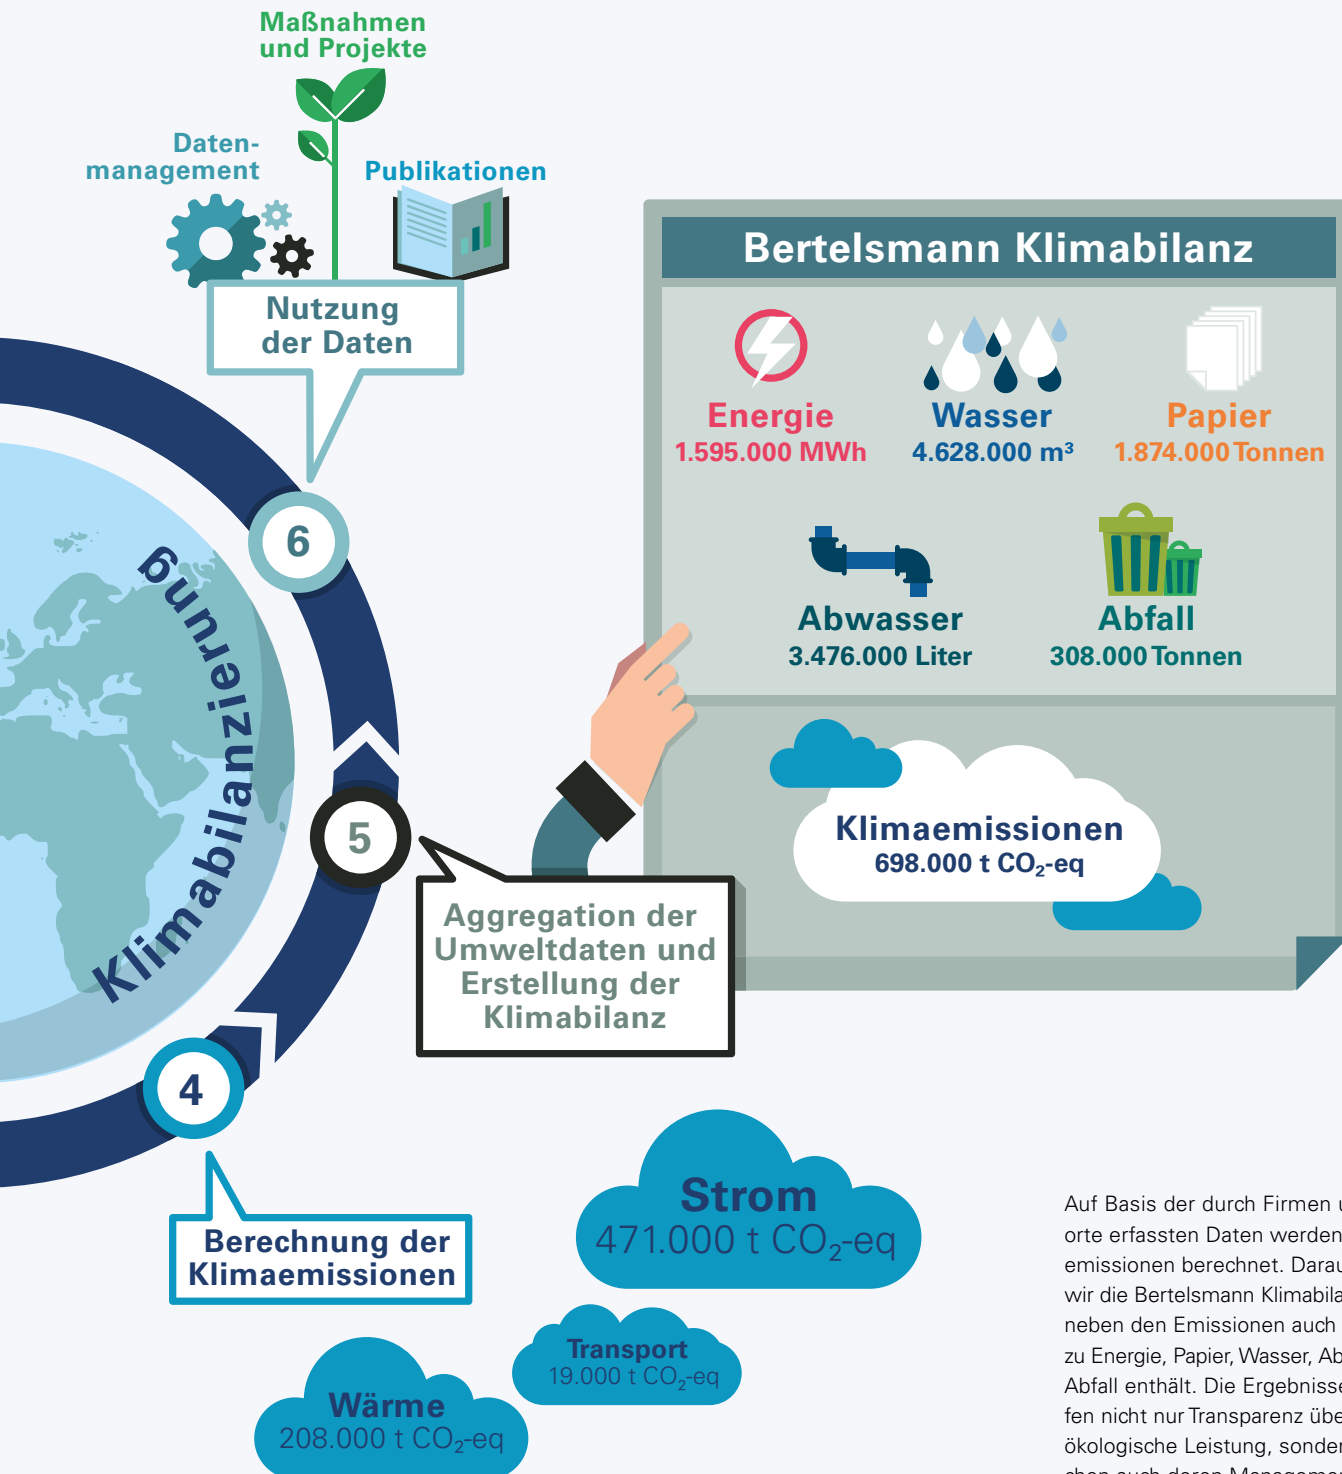 Maßnahmen
und Projekte
Daten-
management
Publikationen
Nutzung
der Daten
6
Klimabilanzierung
5
4
Aggregation der
Umweltdaten und
Erstellung der
Klimabilanz
Berechnung der
Klimaemissionen
Bertelsmann Klimabilanz
Energie
1.595.000 MWh
Wasser
4.628.000 m³
Papier
1.874.000 Tonnen
Abwasser
3.476.000 Liter
Abfall
308.000 Tonnen
Klimaemissionen
698.000 t CO₂-eq
Strom
471.000 t CO₂-eq
Transport
19.000 t CO₂-eq
Wärme
208.000 t CO₂-eq
Auf Basis der durch Firmen
orte erfassten Daten werden
emissionen berechnet.
wir die Bertelsmann
neben den Emissionen auch
zu Energie, Papier, Wasser,
Abfall enthält. Die Ergebnisse
fen nicht nur Transparenz
ökologische Leistung,